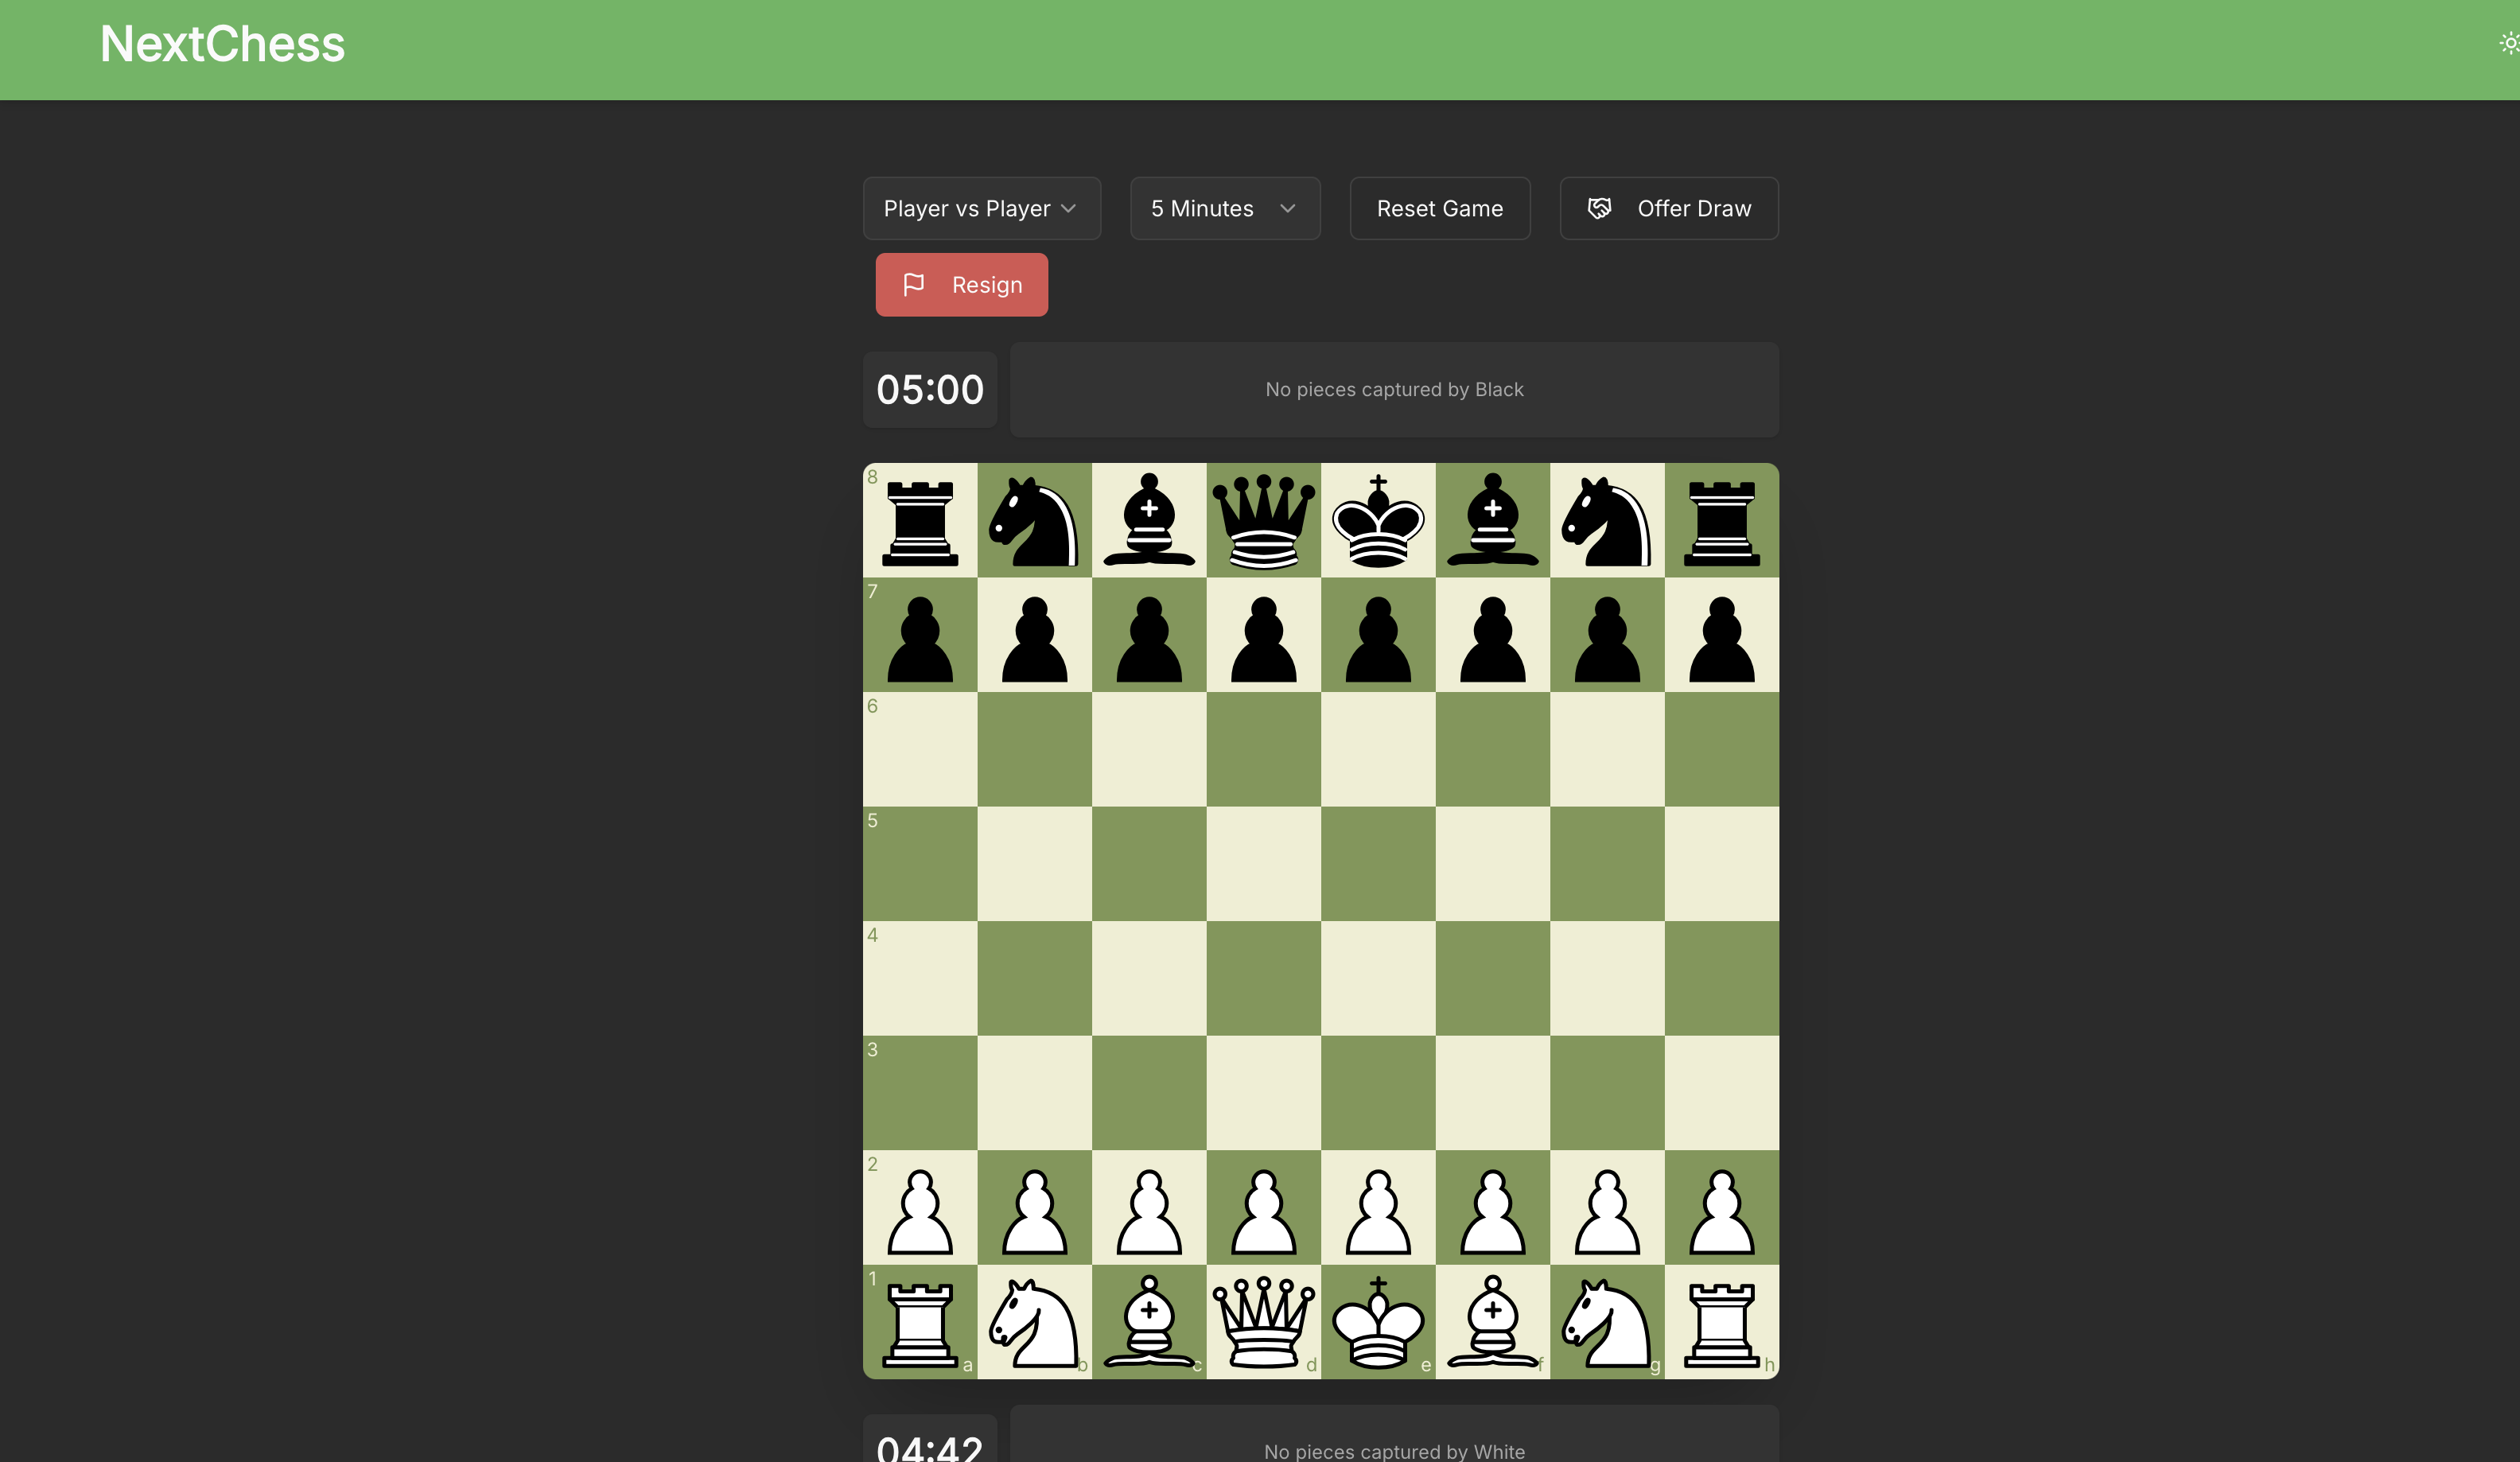 NextChess
Player vs Player
5 Minutes
Reset Game
Offer Draw
Resign
05:00
No pieces captured by Black
8
7
6
5
4
3
2
1
a
b
c
d
e
f
g
h
04:42
No pieces captured by White